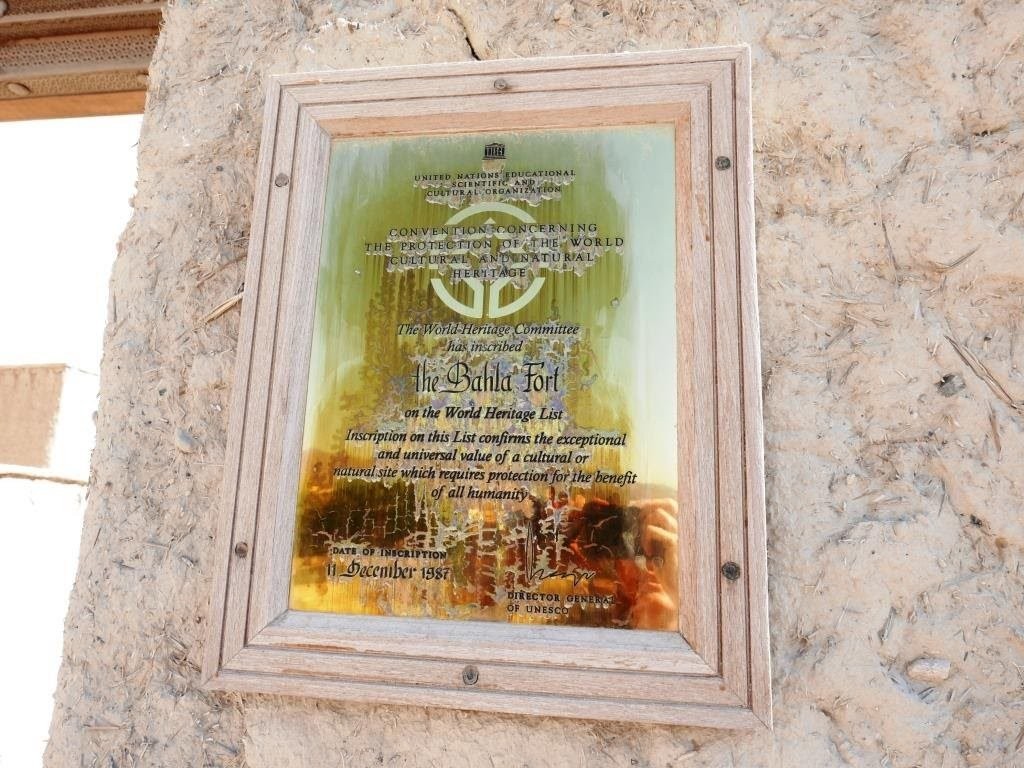 UNESCO
UNITED NATIONS EDUCATIONAL
SCIENTIFIC AND
CULTURAL ORGANIZATION
CONVENTION CONCERNING
THE PROTECTION OF THE WORLD
CULTURAL AND NATURAL
HERITAGE
The World Heritage Committee
has inscribed
the Bahla Fort
on the World Heritage List
Inscription on this List confirms the exceptional
and universal value of a cultural or
natural site which requires protection for the benefit
of all humanity
DATE OF INSCRIPTION
11 December 1987
DIRECTOR GENERAL
OF UNESCO